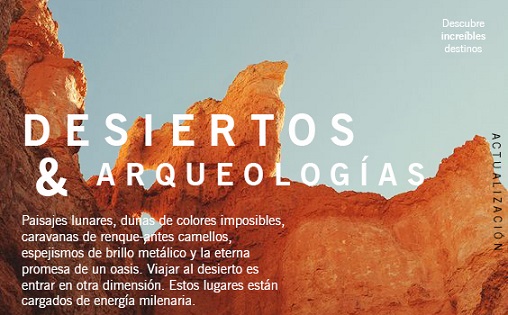 Descubre
increíbles
destinos
DESIERTOS
& ARQUEOLOGÍAS
ACTUALIZACIÓN
Paisajes lunares, dunas de colores imposibles,
caravanas de renque-antes camellos,
espejismos de brillo metálico y la eterna
promesa de un oasis. Viajar al desierto es
entrar en otra dimensión. Estos lugares están
cargados de energía milenaria.